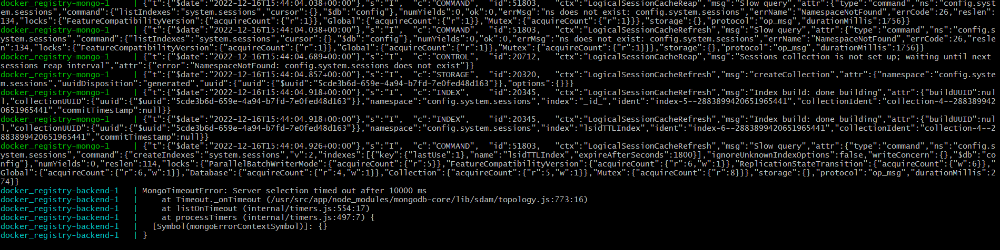 docker_registry-mongo-1     | {"t":{"$date":"2022-12-16T15:44:04.038+00:00"},"s":"I",  "c":"COMMAND",  "id":51803,   "ctx":"LogicalSessionCacheReap","msg":"Slow query","attr":{"type":"command","ns":"config.syst
em.sessions","command":{"listIndexes":"system.sessions","cursor":{},"$db":"config"},"numYields":0,"ok":0,"errMsg":"ns does not exist: config.system.sessions","errName":"NamespaceNotFound","errCode":26,"reslen":
134,"locks":{"FeatureCompatibilityVersion":{"acquireCount":{"r":1}},"Global":{"acquireCount":{"r":1}},"Mutex":{"acquireCount":{"r":1}}},"storage":{},"protocol":"op_msg","durationMillis":1756}}
docker_registry-mongo-1     | {"t":{"$date":"2022-12-16T15:44:04.038+00:00"},"s":"I",  "c":"COMMAND",  "id":51803,   "ctx":"LogicalSessionCacheRefresh","msg":"Slow query","attr":{"type":"command","ns":"config.s
ystem.sessions","command":{"listIndexes":"system.sessions","cursor":{},"$db":"config"},"numYields":0,"ok":0,"errMsg":"ns does not exist: config.system.sessions","errName":"NamespaceNotFound","errCode":26,"resle
n":134,"locks":{"FeatureCompatibilityVersion":{"acquireCount":{"r":1}},"Global":{"acquireCount":{"r":1}},"Mutex":{"acquireCount":{"r":1}}},"storage":{},"protocol":"op_msg","durationMillis":1756}}
docker_registry-mongo-1     | {"t":{"$date":"2022-12-16T15:44:04.689+00:00"},"s":"I",  "c":"CONTROL",  "id":20712,   "ctx":"LogicalSessionCacheReap","msg":"Sessions collection is not set up; waiting until next
sessions reap interval","attr":{"error":"NamespaceNotFound: config.system.sessions does not exist"}}
docker_registry-mongo-1     | {"t":{"$date":"2022-12-16T15:44:04.857+00:00"},"s":"I",  "c":"STORAGE",  "id":20320,   "ctx":"LogicalSessionCacheRefresh","msg":"createCollection","attr":{"namespace":"config.syste
m.sessions","uuidDisposition":"generated","uuid":{"uuid":{"$uuid":"5cde3b6d-659e-4a94-b7fd-7e0fed48d163"}},"options":{}}}
docker_registry-mongo-1     | {"t":{"$date":"2022-12-16T15:44:04.918+00:00"},"s":"I",  "c":"INDEX",    "id":20345,   "ctx":"LogicalSessionCacheRefresh","msg":"Index build: done building","attr":{"buildUUID":nul
l,"collectionUUID":{"uuid":{"$uuid":"5cde3b6d-659e-4a94-b7fd-7e0fed48d163"}},"namespace":"config.system.sessions","index":"_id_","ident":"index-5--2883899420651965441","collectionIdent":"collection-4--288389942
0651965441","commitTimestamp":null}}
docker_registry-mongo-1     | {"t":{"$date":"2022-12-16T15:44:04.918+00:00"},"s":"I",  "c":"INDEX",    "id":20345,   "ctx":"LogicalSessionCacheRefresh","msg":"Index build: done building","attr":{"buildUUID":nul
l,"collectionUUID":{"uuid":{"$uuid":"5cde3b6d-659e-4a94-b7fd-7e0fed48d163"}},"namespace":"config.system.sessions","index":"lsidTTLIndex","ident":"index-6--2883899420651965441","collectionIdent":"collection-4--2
883899420651965441","commitTimestamp":null}}
docker_registry-mongo-1     | {"t":{"$date":"2022-12-16T15:44:04.926+00:00"},"s":"I",  "c":"COMMAND",  "id":51803,   "ctx":"LogicalSessionCacheRefresh","msg":"Slow query","attr":{"type":"command","ns":"config.s
ystem.sessions","command":{"createIndexes":"system.sessions","v":2,"indexes":[{"key":{"lastUse":1},"name":"lsidTTLIndex","expireAfterSeconds":1800}],"ignoreUnknownIndexOptions":false,"writeConcern":{},"$db":"co
nfig"},"numYields":0,"reslen":114,"locks":{"ParallelBatchWriterMode":{"acquireCount":{"r":5}},"FeatureCompatibilityVersion":{"acquireCount":{"r":6,"w":1}},"ReplicationStateTransition":{"acquireCount":{"w":6}},"
Global":{"acquireCount":{"r":6,"w":1}},"Database":{"acquireCount":{"r":4,"w":1}},"Collection":{"acquireCount":{"r":5,"w":1}},"Mutex":{"acquireCount":{"r":8}}},"storage":{},"protocol":"op_msg","durationMillis":2
74}}
docker_registry-backend-1   | MongoTimeoutError: Server selection timed out after 10000 ms
docker_registry-backend-1   |     at Timeout._onTimeout (/usr/src/app/node_modules/mongodb-core/lib/sdam/topology.js:773:16)
docker_registry-backend-1   |     at listOnTimeout (internal/timers.js:554:17)
docker_registry-backend-1   |     at processTimers (internal/timers.js:497:7) {
docker_registry-backend-1   |   [Symbol(mongoErrorContextSymbol)]: {}
docker_registry-backend-1   | }